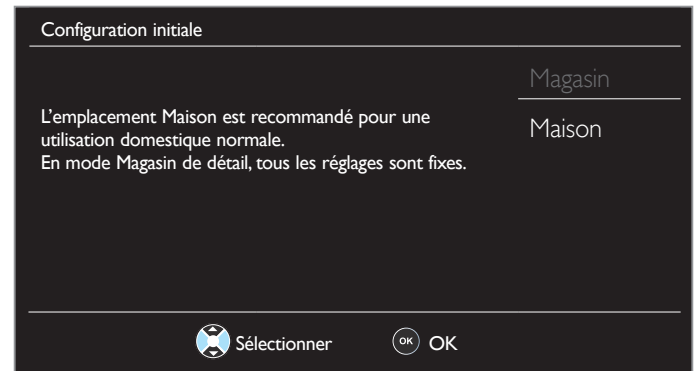 Configuration initiale
Magasin
L'emplacement Maison est recommandé pour une
utilisation domestique normale.
En mode Magasin de détail, tous les réglages sont fixes.
Maison
Sélectionner
OK OK